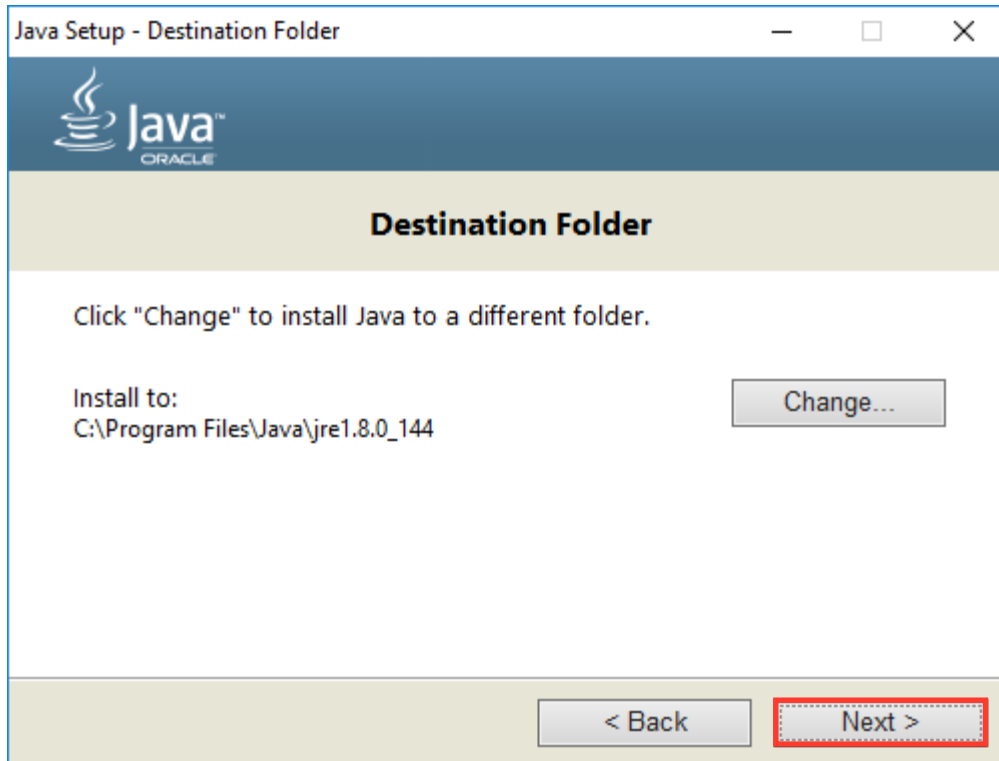 Java Setup - Destination Folder
Java™
ORACLE
Destination Folder
Click "Change" to install Java to a different folder.
Install to:
Change...
C:\Program Files\Java\jre1.8.0_144
< Back
Next >